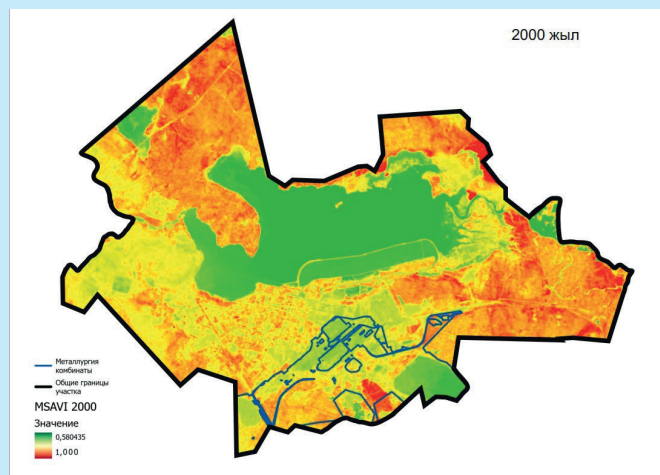 2000 жыл
Металлургия
комбинаты
Общие границы
участка
MSAVI 2000
Значение
0,580435
1,000